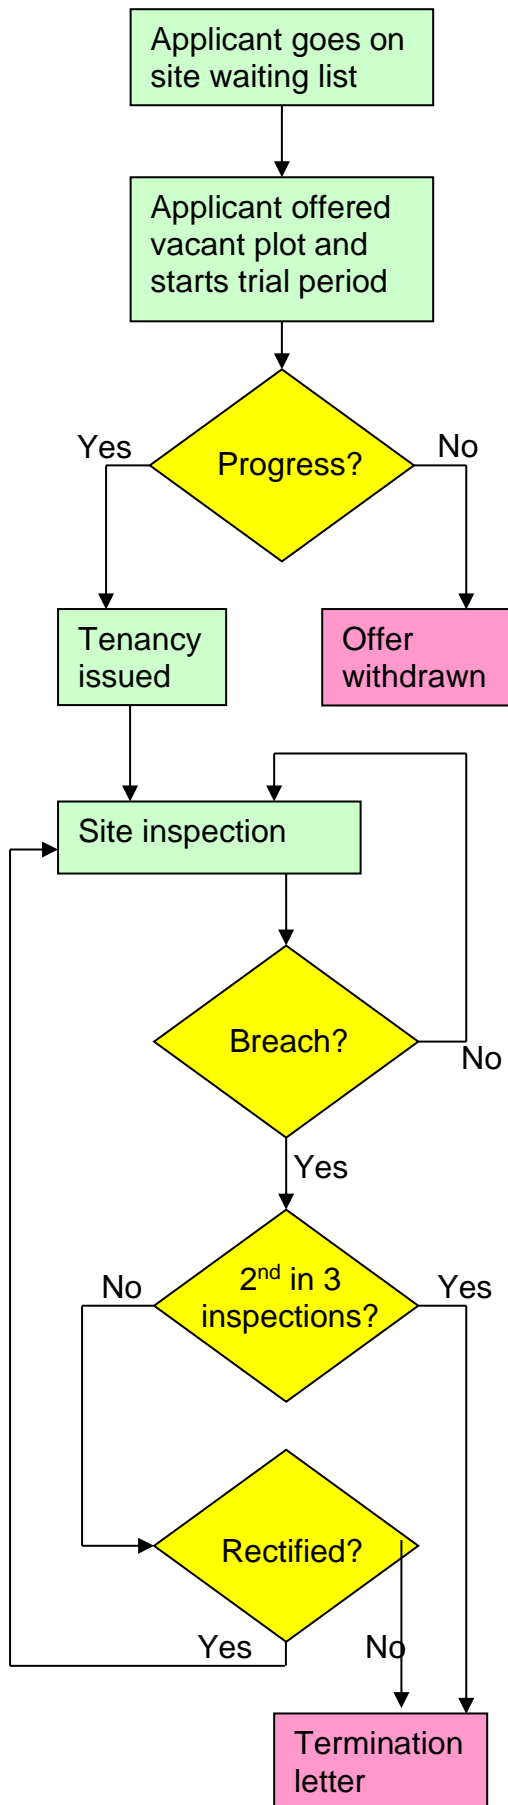 Applicant goes on
site waiting list
Applicant offered
vacant plot and
starts trial period
Yes
Progress?
No
Tenancy
issued
Offer
withdrawn
Site inspection
Breach?
No
Yes
No
2nd in 3
inspections?
Yes
Rectified?
Yes
No
Termination
letter